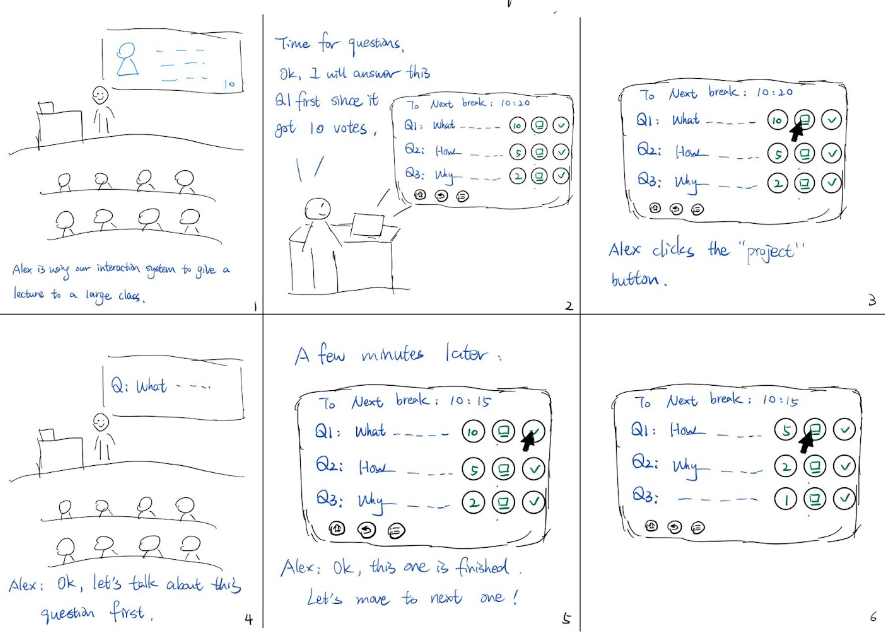 10
Alex is using our interaction system to give a
lecture to a large class.
1
Time for questions.
Ok, I will answer this
Q1 first since it
got 10 votes.
To Next break: 10:20
Q1: What _ _ _ _ _ 10 ✓
Q2: How _ _ _ _ 5 ✓
Q3: Why _ _ _ _ 2 ✓
2
To Next break: 10:20
Q1: What _ _ _ _ _ 10 ✓
Q2: How _ _ _ _ 5 ✓
Q3: Why _ _ _ _ 2 ✓
Alex clicks the "project"
button.
3
Q: What - - - -
Alex: Ok, let's talk about this
question first.
4
A few minutes later:
To Next break: 10:15
Q1: What _ _ _ _ _ 10 ✓
Q2: How _ _ _ _ 5 ✓
Q3: Why _ _ _ _ 2 ✓
Alex: Ok, this one is finished.
Let's move to next one!
5
To Next break: 10:15
Q1: How _ _ _ _ 5 ✓
Q2: Why _ _ _ _ 2 ✓
Q3: _ _ _ _ _ _ 1 ✓
6